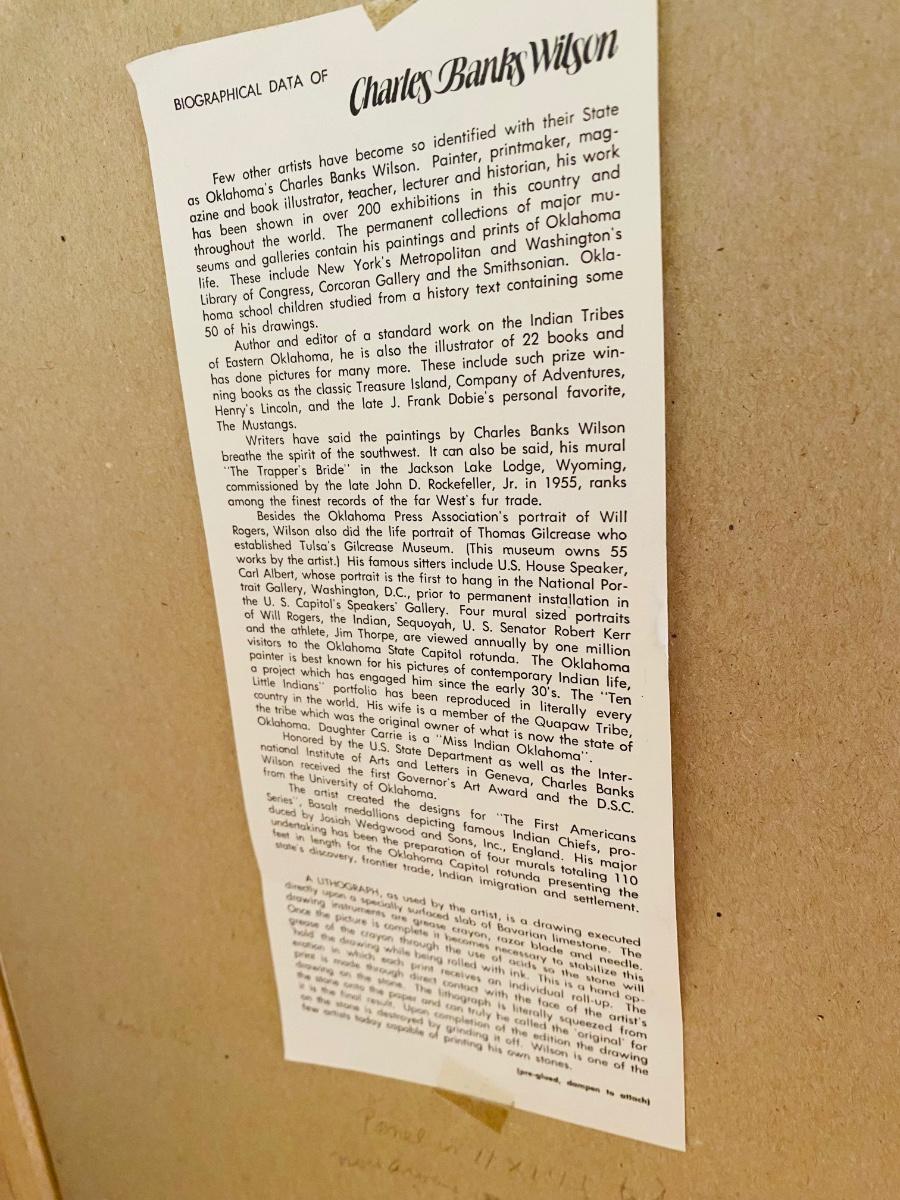 BIOGRAPHICAL DATA OF Charles Banks Wilson
Few other artists have become so identified with their State
as Oklahoma's Charles Banks Wilson. Painter, printmaker, mag-
azine and book illustrator, teacher, lecturer and historian, his work
has been shown in over 200 exhibitions in this country and
throughout the world. The permanent collections of major mu-
seums and galleries contain his paintings and prints of Oklahoma
life. These include New York's Metropolitan and Washington's
Library of Congress, Corcoran Gallery and the Smithsonian. Okla-
homa school children studied from a history text containing some
50 of his drawings.
Author and editor of a standard work on the Indian Tribes
of Eastern Oklahoma, he is also the illustrator of 22 books and
has done pictures for many more. These include such prize win-
ning books as the classic Treasure Island, Company of Adventures,
Henry's Lincoln, and the late J. Frank Dobie's personal favorite,
The Mustangs.
Writers have said the paintings by Charles Banks Wilson
breathe the spirit of the southwest. It can also be said, his mural
"The Trapper's Bride" in the Jackson Lake Lodge, Wyoming,
commissioned by the late John D. Rockefeller, Jr. in 1955, ranks
among the finest records of the far West's fur trade.
Besides the Oklahoma Press Association's portrait of Will
Rogers, Wilson also did the life portrait of Thomas Gilcrease who
established Tulsa's Gilcrease Museum. (This museum owns 55
works by the artist.) His famous sitters include U.S. House Speaker,
Carl Albert, whose portrait is the first to hang in the National Por-
trait Gallery, Washington, D.C., prior to permanent installation in
the U. S. Capitol's Speakers' Gallery. Four mural sized portraits
of Will Rogers, the Indian, Sequoyah, U. S. Senator Robert Kerr
and the athlete, Jim Thorpe, are viewed annually by one million
visitors to the Oklahoma State Capitol rotunda. The Oklahoma
painter is best known for his pictures of contemporary Indian life,
a project which has engaged him since the early 30's. The "Ten
Little Indians" portfolio has been reproduced in literally every
country in the world. His wife is a member of the Quapaw Tribe,
the tribe which was the original owner of what is now the state of
Oklahoma. Daughter Carrie is a "Miss Indian Oklahoma".
Honored by the U.S. State Department as well as the Inter-
national Institute of Arts and Letters in Geneva, Charles Banks
Wilson received the first Governor's Art Award and the D.S.C.
from the University of Oklahoma.
The artist created the designs for "The First Americans
Series", Basalt medallions depicting famous Indian Chiefs, pro-
duced by Josiah Wedgwood and Sons, Inc., England. His major
undertaking has been the preparation of four murals totaling 110
feet in length for the Oklahoma Capitol rotunda presenting the
state's discovery, frontier trade, Indian imigration and settlement.
A LITHOGRAPH, as used by the artist, is a drawing executed
directly upon a specially surfaced slab of Bavarian limestone. The
drawing instruments are grease crayon, razor blade and needle.
Once the picture is complete it becomes necessary to stabilize this
grease of the crayon through the use of acids so the stone will
hold the drawing while being rolled with ink. This is a hand op-
eration in which each print receives an individual roll-up. The
print is made through direct contact with the face of the artist's
drawing on the stone. The lithograph is literally squeezed from
the stone onto the paper and can truly be called the 'original' for
it is the final result. Upon completion of the edition the drawing
on the stone is destroyed by grinding it off. Wilson is one of the
few artists today capable of printing his own stones.
(pre-glued, dampen to attach)